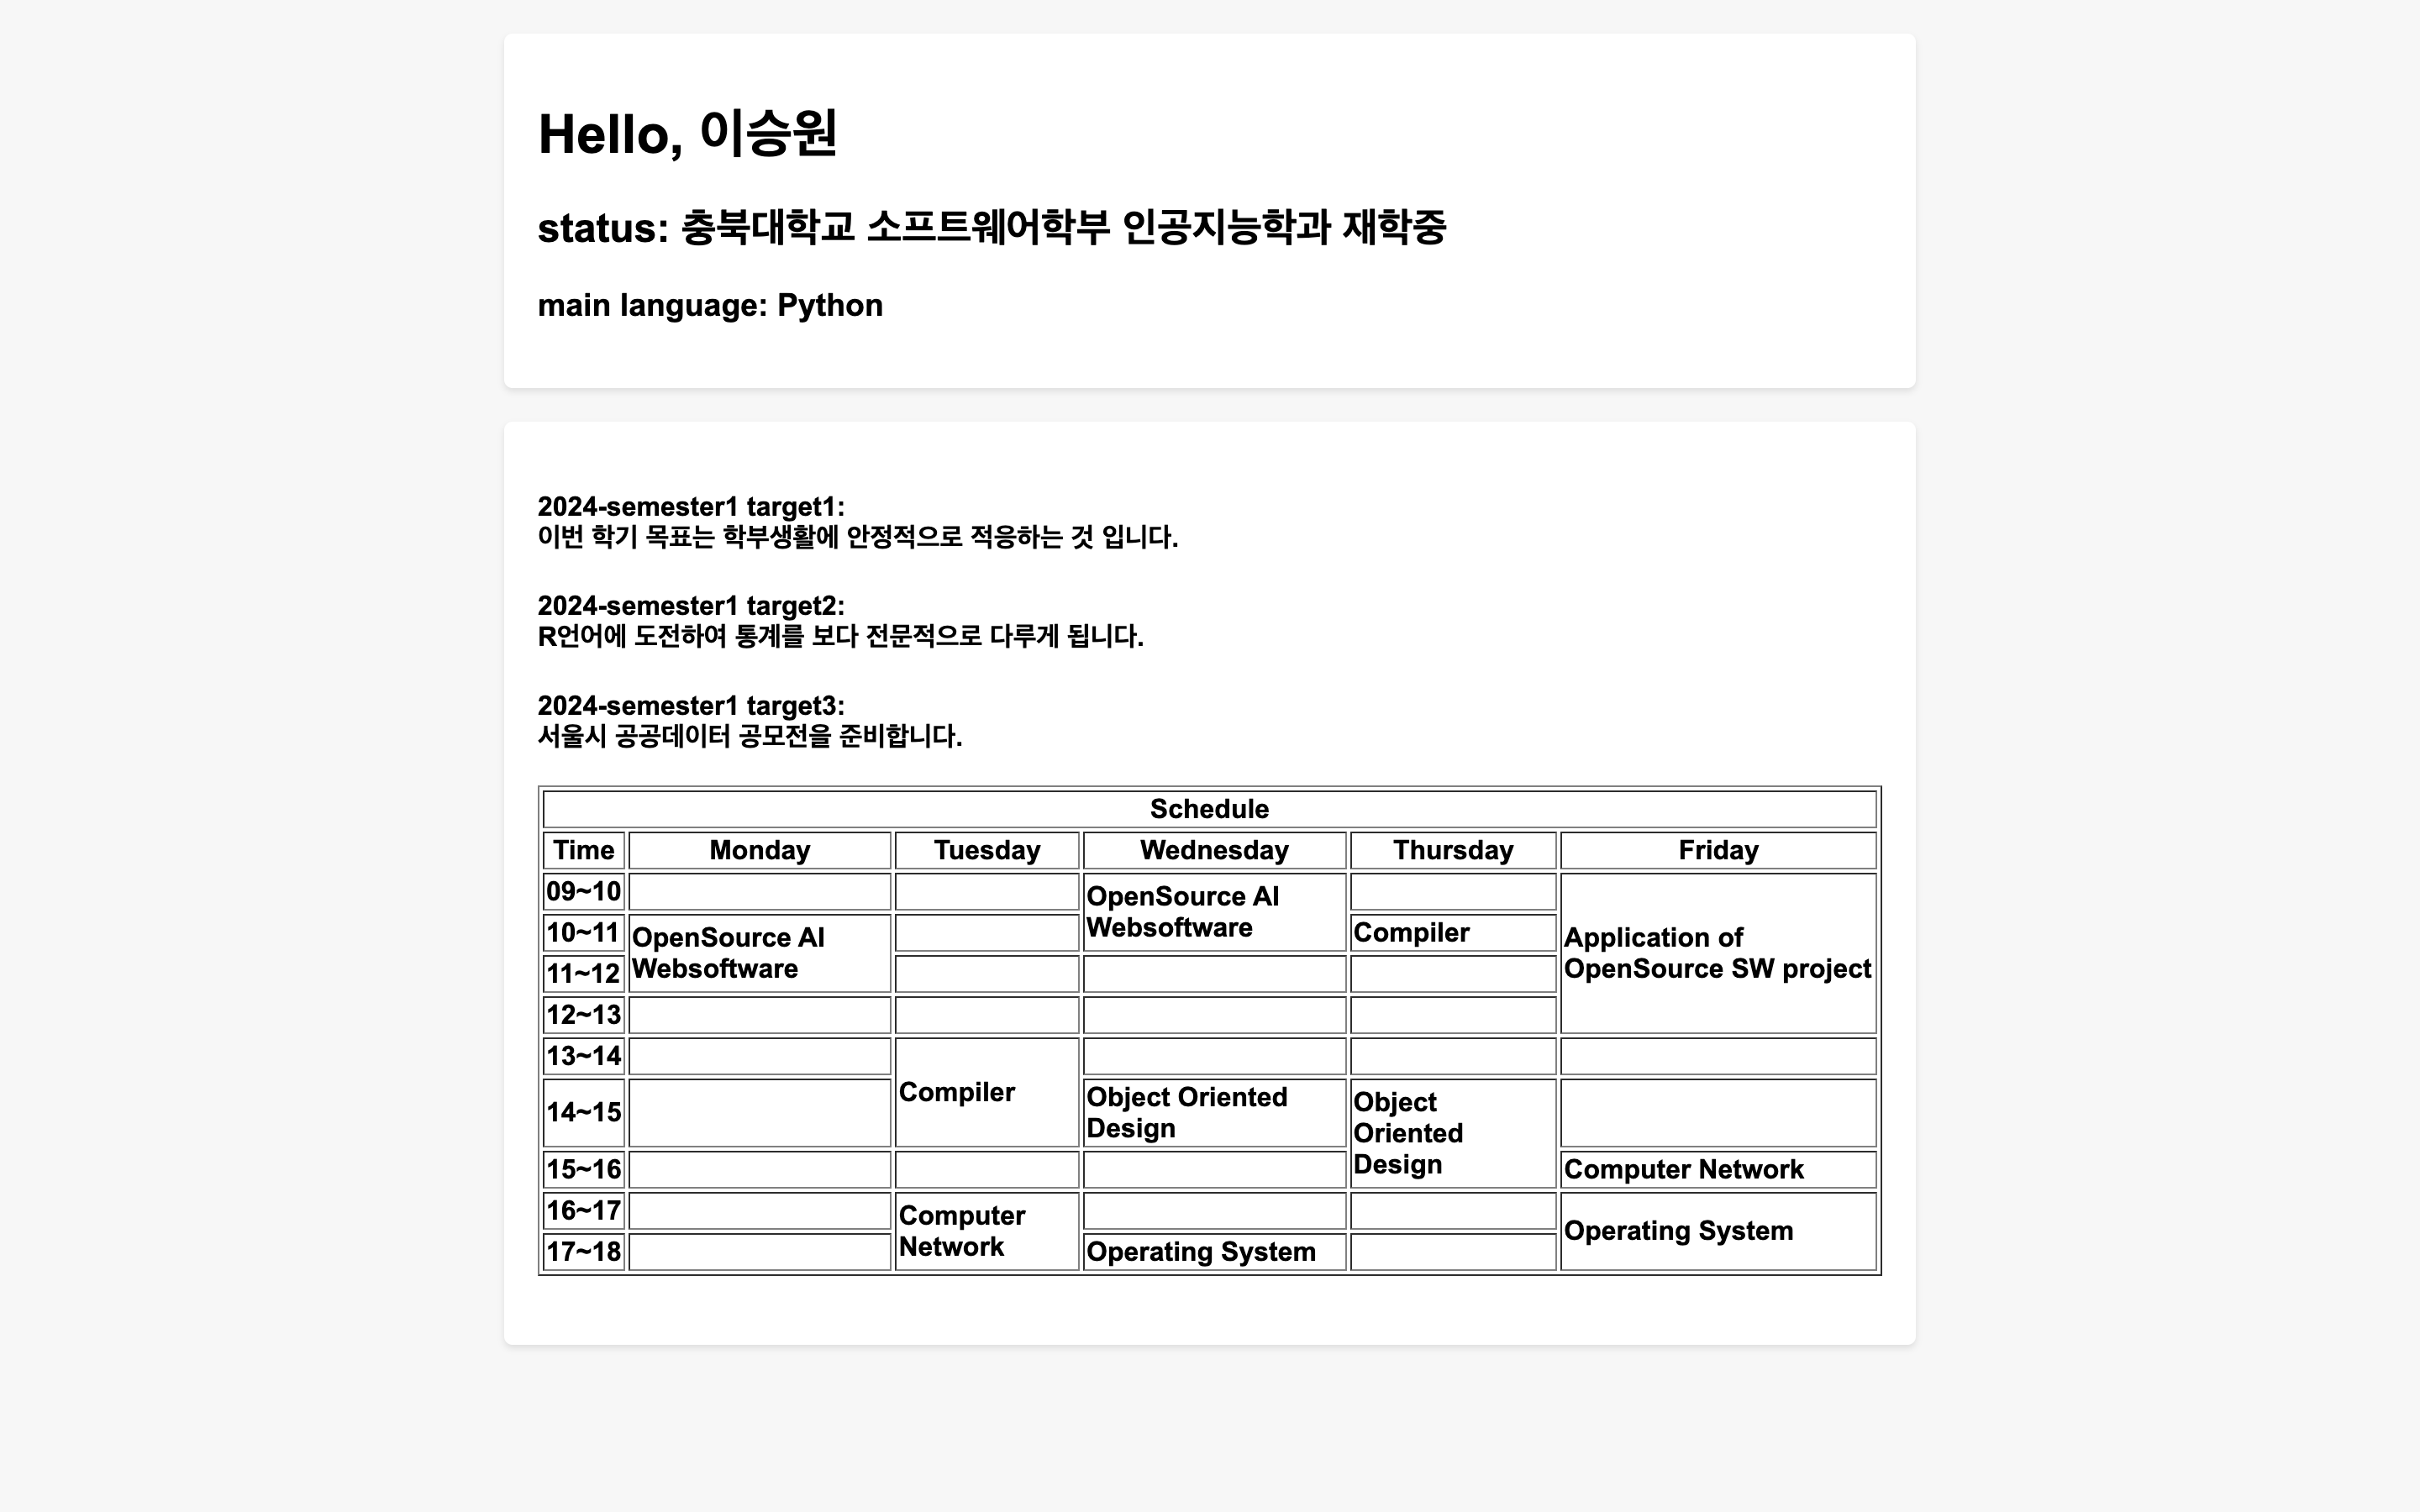 Hello, 이승원
status: 충북대학교 소프트웨어학부 인공지능학과 재학중
main language: Python
2024-semester1 target1:
이번 학기 목표는 학부생활에 안정적으로 적응하는 것 입니다.
2024-semester1 target2:
R언어에 도전하여 통계를 보다 전문적으로 다루게 됩니다.
2024-semester1 target3:
서울시 공공데이터 공모전을 준비합니다.
Schedule
Time Monday Tuesday Wednesday Thursday Friday
09~10
OpenSource AI
Websoftware
Application of
OpenSource SW project
10~11
OpenSource AI
Websoftware
Compiler
11~12
12~13
13~14
Compiler
14~15
Object Oriented
Design
Object
Oriented
Design
15~16
Computer Network
16~17
Computer
Network
Operating System
17~18
Operating System